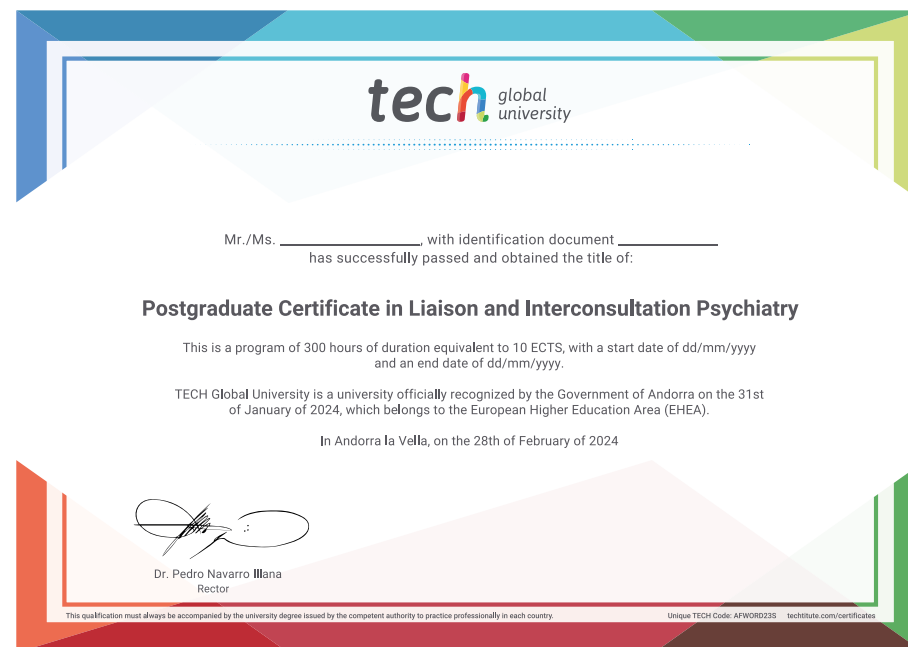 tech global university
Mr./Ms. ____________________, with identification document ______________
has successfully passed and obtained the title of:
Postgraduate Certificate in Liaison and Interconsultation Psychiatry
This is a program of 300 hours of duration equivalent to 10 ECTS, with a start date of dd/mm/yyyy
and an end date of dd/mm/yyyy.
TECH Global University is a university officially recognized by the Government of Andorra on the 31st
of January of 2024, which belongs to the European Higher Education Area (EHEA).
In Andorra la Vella, on the 28th of February of 2024
Dr. Pedro Navarro Illana
Rector
This qualification must always be accompanied by the university degree issued by the competent authority to practice professionally in each country.
Unique TECH Code: AFWORD23S techtitute.com/certificates